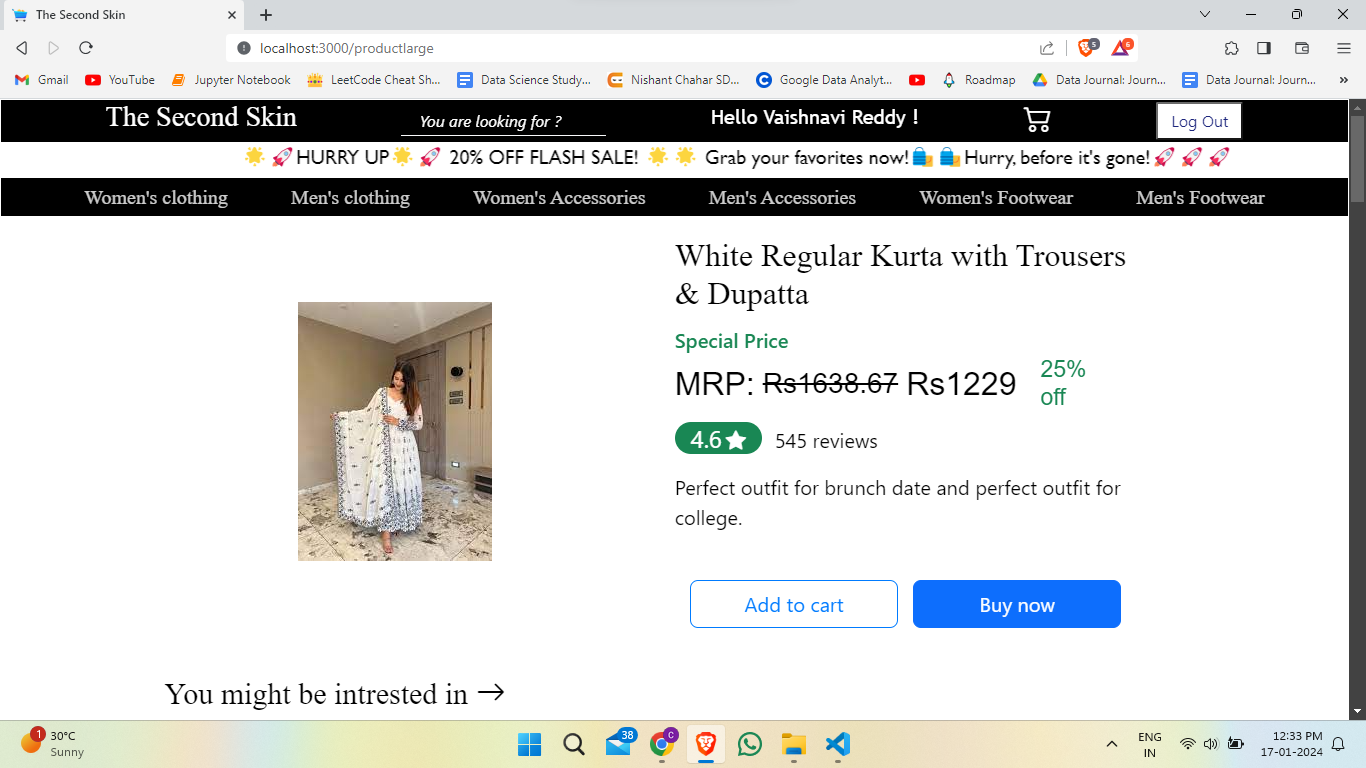 The Second Skin
localhost:3000/productlarge
5
6
Gmail YouTube Jupyter Notebook LeetCode Cheat Sh... Data Science Study... Nishant Chahar SD... Google Data Analyt... Roadmap Data Journal: Journ... Data Journal: Journ... »
The Second Skin You are looking for ? Hello Vaishnavi Reddy ! Log Out
🌟 🚀HURRY UP🌟 🚀 20% OFF FLASH SALE! 🌟 🌟 Grab your favorites now!🛍️ 🛍️Hurry, before it's gone!🚀 🚀 🚀
Women's clothing Men's clothing Women's Accessories Men's Accessories Women's Footwear Men's Footwear
White Regular Kurta with Trousers
& Dupatta
Special Price
MRP: Rs1638.67 Rs1229 25%
off
4.6★ 545 reviews
Perfect outfit for brunch date and perfect outfit for
college.
Add to cart Buy now
You might be intrested in →
1
30°C
Sunny
38
C
ENG
IN
12:33 PM
17-01-2024